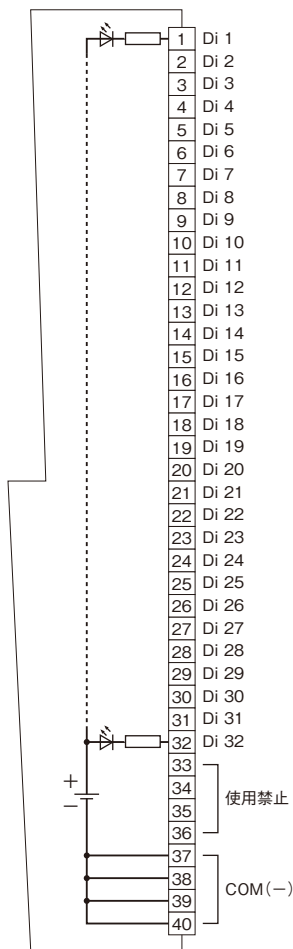 1 Di 1
2 Di 2
3 Di 3
4 Di 4
5 Di 5
6 Di 6
7 Di 7
8 Di 8
9 Di 9
10 Di 10
11 Di 11
12 Di 12
13 Di 13
14 Di 14
15 Di 15
16 Di 16
17 Di 17
18 Di 18
19 Di 19
20 Di 20
21 Di 21
22 Di 22
23 Di 23
24 Di 24
25 Di 25
26 Di 26
27 Di 27
28 Di 28
29 Di 29
30 Di 30
31 Di 31
32 Di 32
33
34
35
36
使用禁止
37
38
39
40
COM(−)
+
−